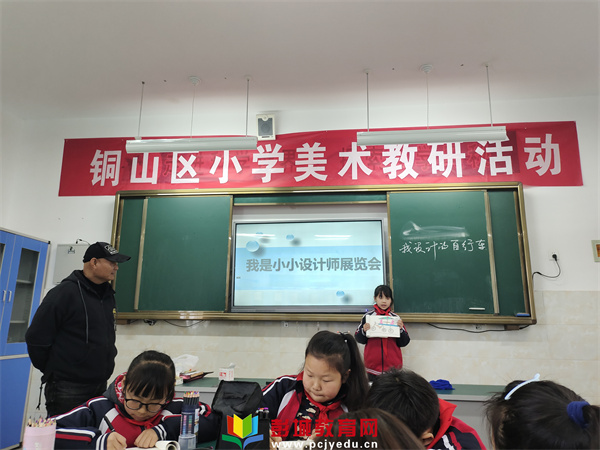 铜山区小学美术教研活动
我是小小设计师展览会
我设计的自行车
彭城教育网
www.pcjyedu.cn